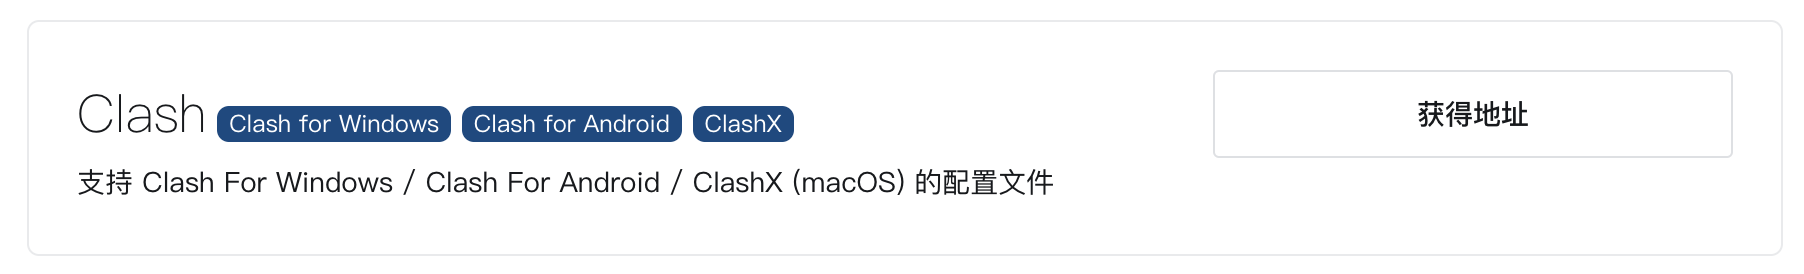 Clash Clash for Windows Clash for Android ClashX
支持 Clash For Windows / Clash For Android / ClashX (macOS) 的配置文件
获得地址